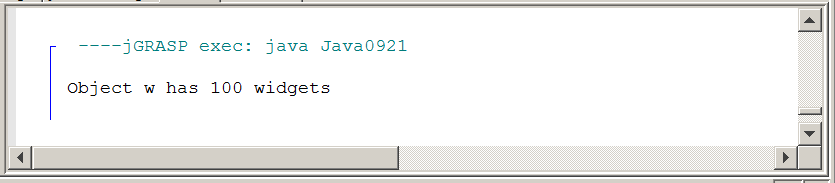 ----jGRASP exec: java Java0921
Object w has 100 widgets